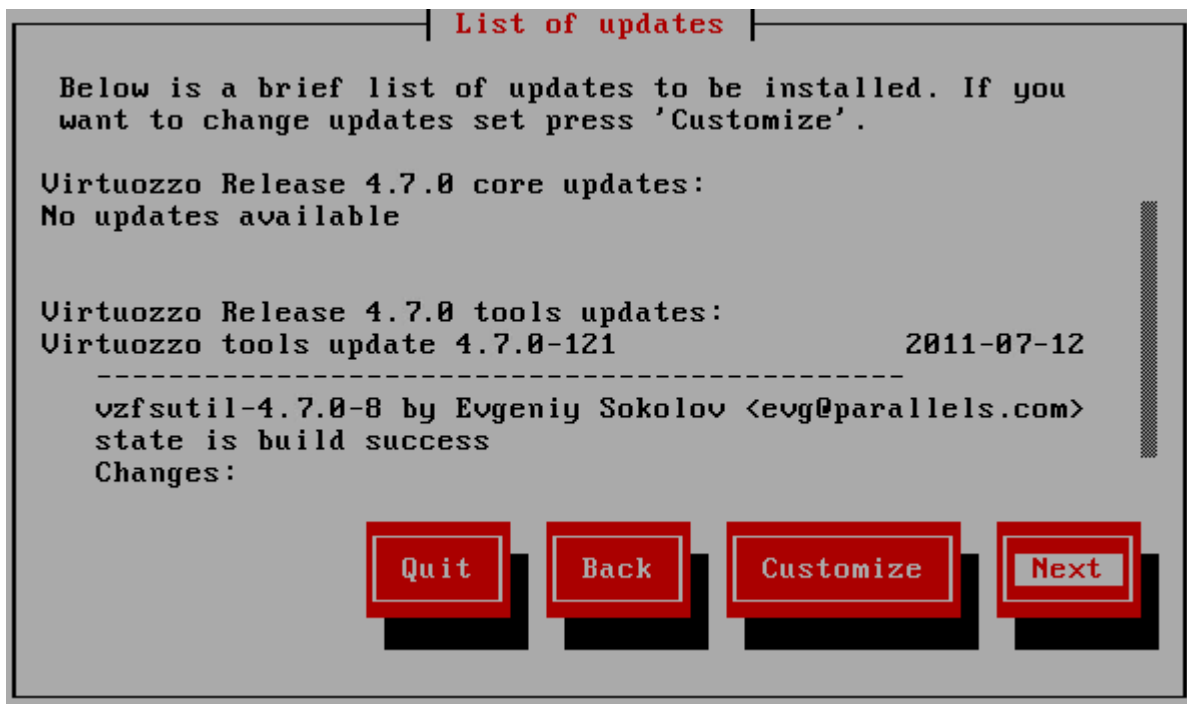 List of updates
Below is a brief list of updates to be installed. If you
want to change updates set press 'Customize'.
Virtuozzo Release 4.7.0 core updates:
No updates available
Virtuozzo Release 4.7.0 tools updates:
Virtuozzo tools update 4.7.0-121 2011-07-12
---------------------------------------------
vzfsutil-4.7.0-8 by Evgeniy Sokolov <evg@parallels.com>
state is build success
Changes:
Quit Back Customize Next